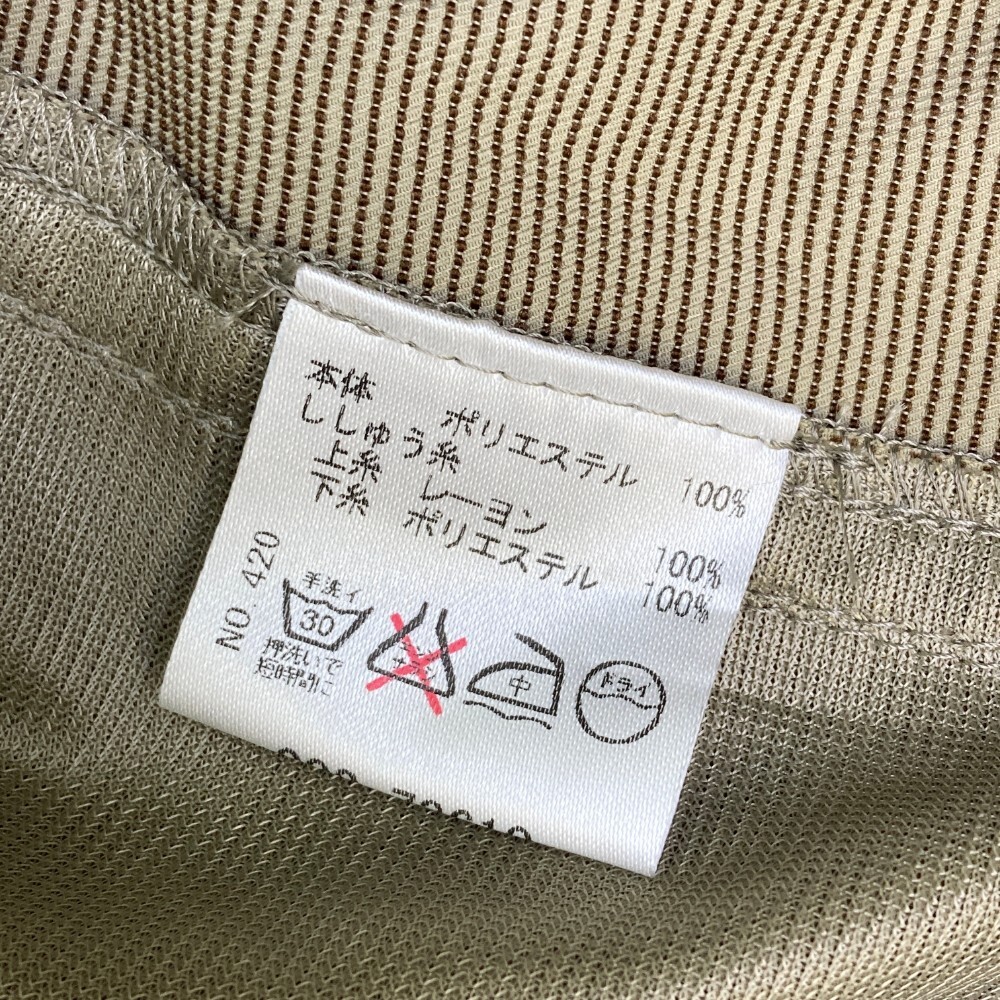 本体 ポリエステル 100%
ししゅう糸
上糸 レーヨン 100%
下糸 ポリエステル 100%
NO. 420
手洗イ
30
押洗いで
短時間に
中
ドライ